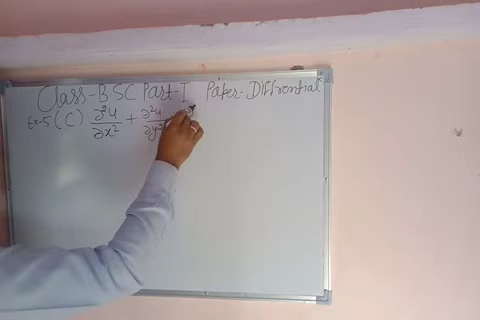 Class-BSC Part-I Paper-Differential
Ex-5 (C) ∂²u/∂x² + ∂²u/∂y²